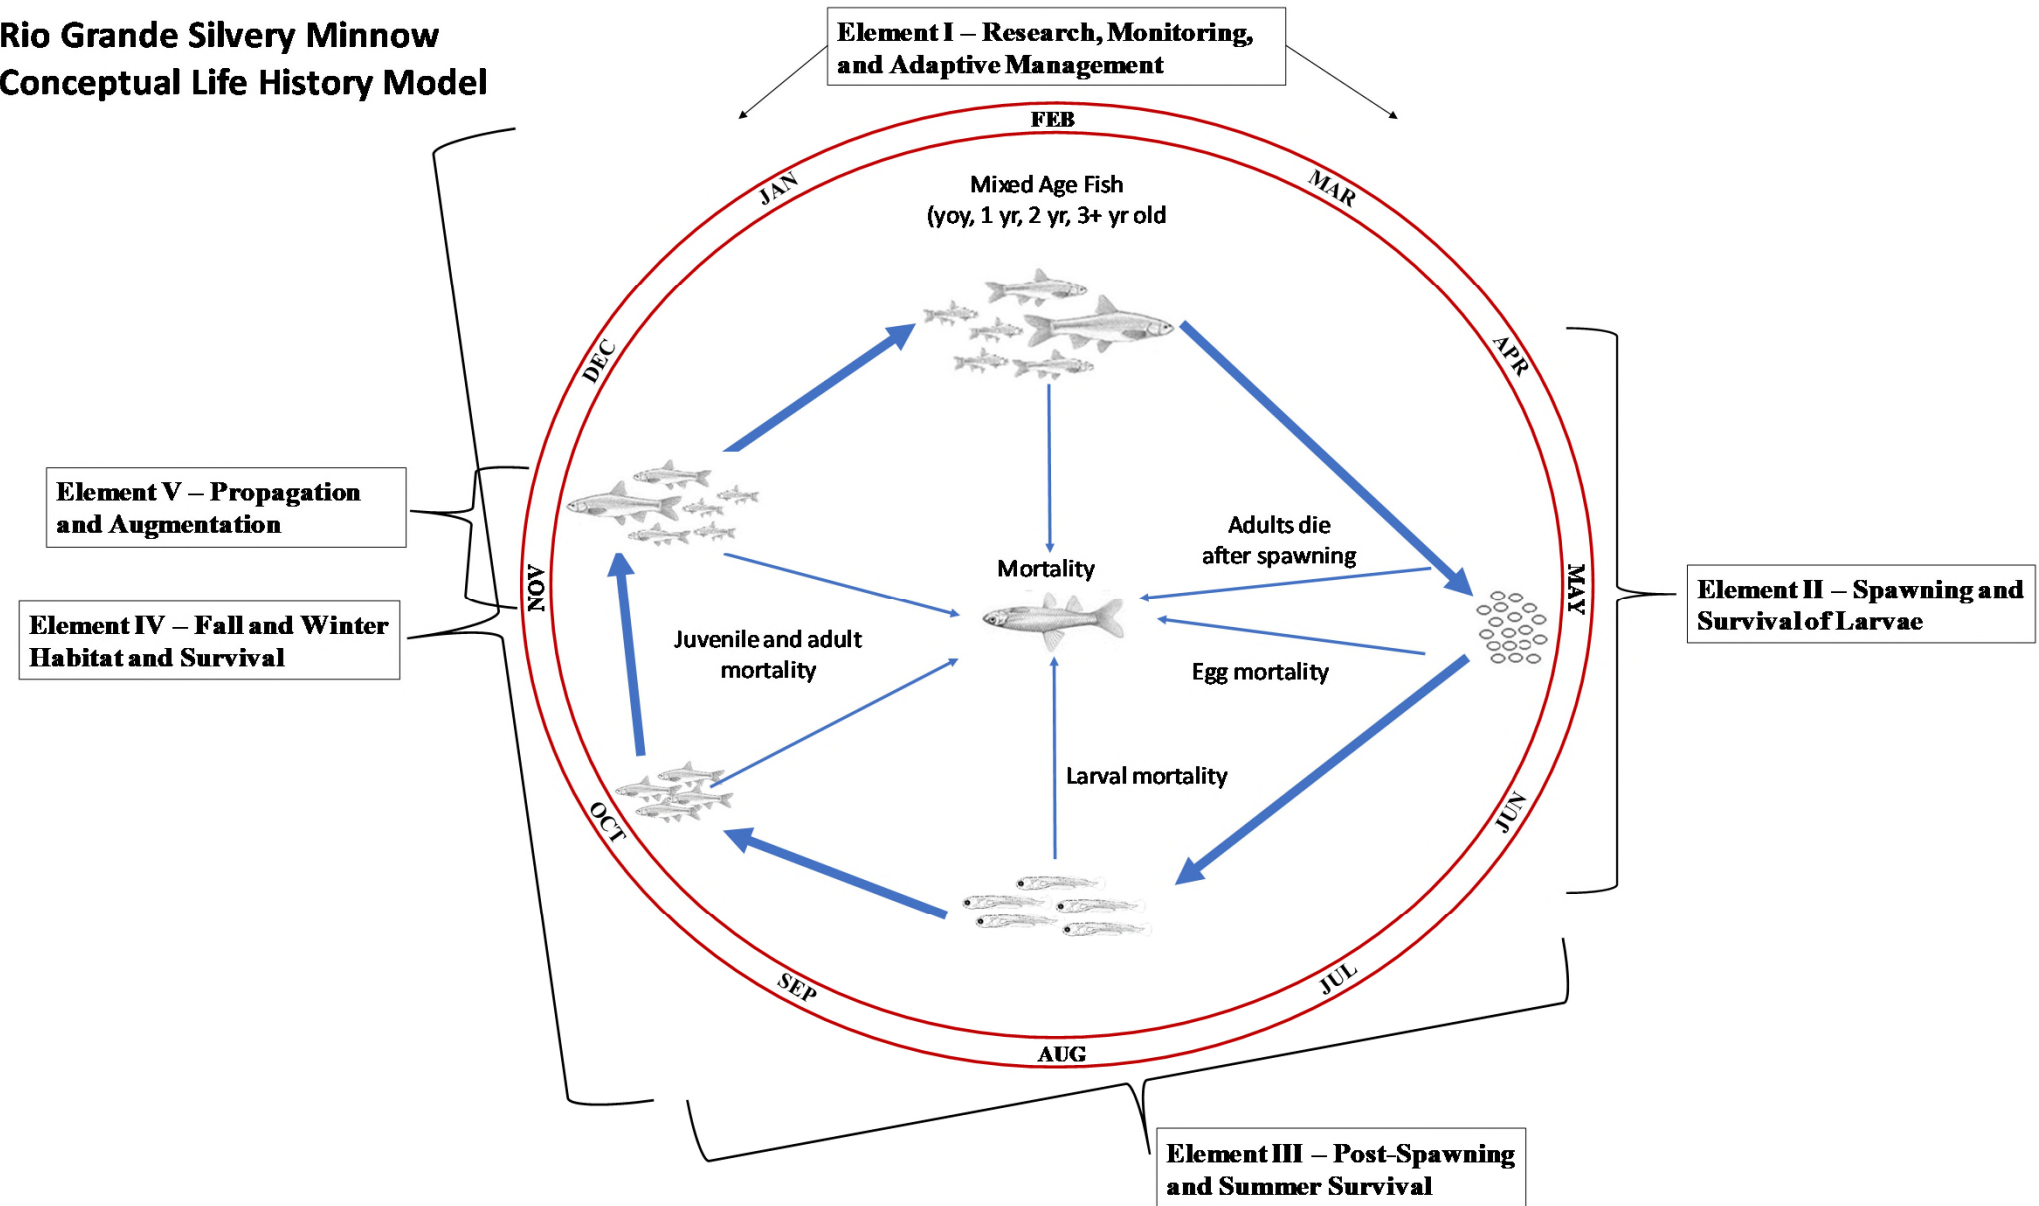 Rio Grande Silvery Minnow
Conceptual Life History Model
Element I – Research, Monitoring,
and Adaptive Management
FEB
JAN
MAR
Mixed Age Fish
(yoy, 1 yr, 2 yr, 3+ yr old
DEC
APR
Element V – Propagation
and Augmentation
Adults die
after spawning
Mortality
NOV
MAY
Element II – Spawning and
Survival of Larvae
Element IV – Fall and Winter
Habitat and Survival
Juvenile and adult
mortality
Egg mortality
Larval mortality
OCT
JUN
SEP
JUL
AUG
Element III – Post-Spawning
and Summer Survival